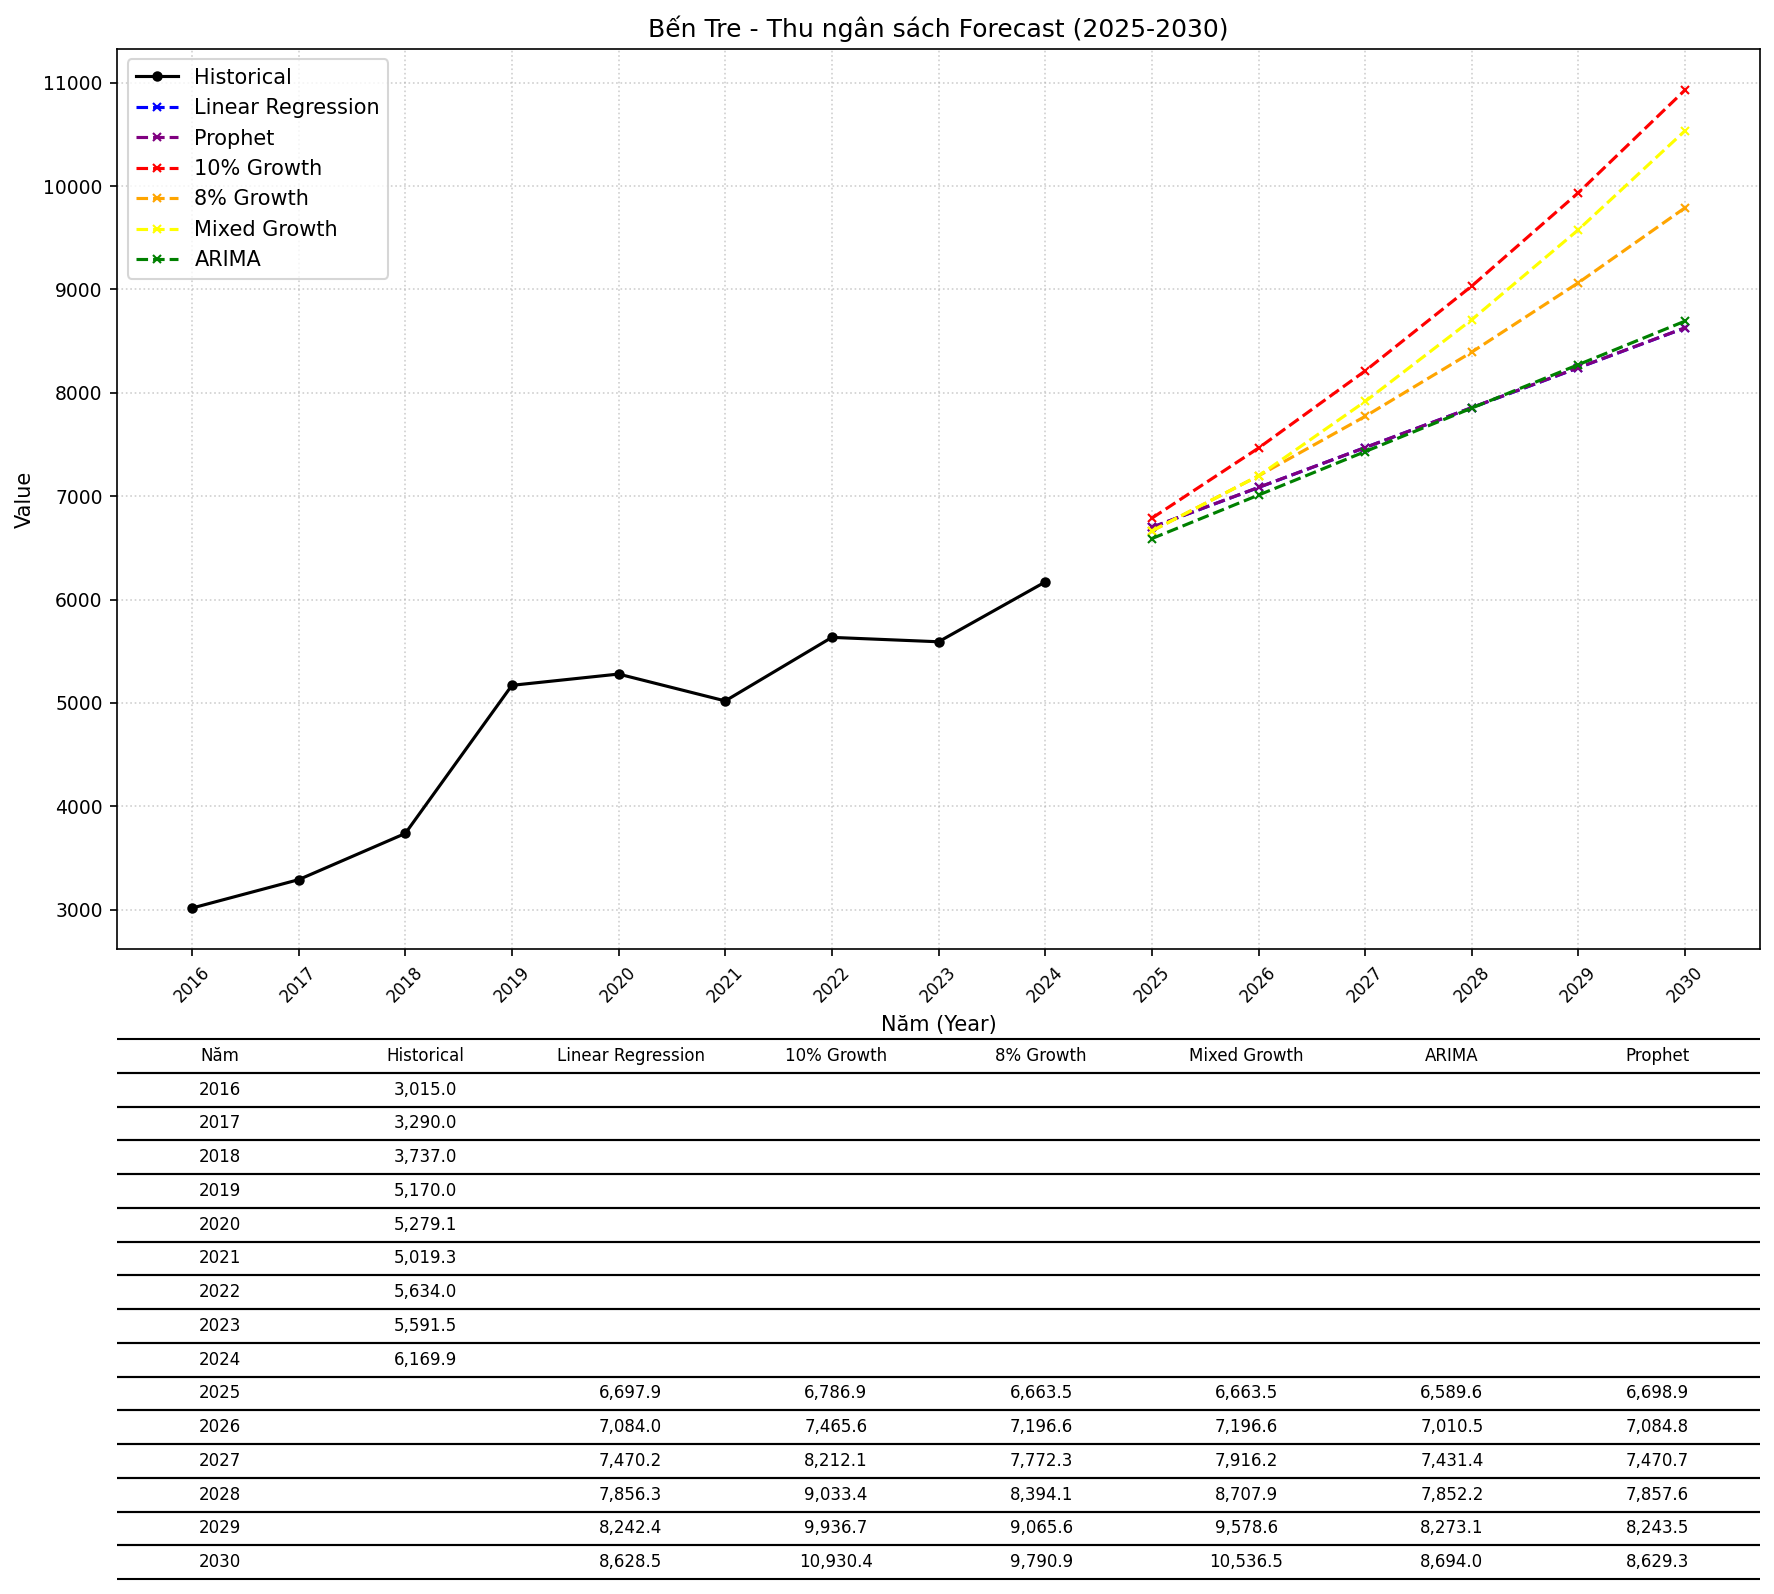 Bến Tre - Thu ngân sách Forecast (2025-2030)
Historical
Linear Regression
Prophet
10% Growth
8% Growth
Mixed Growth
ARIMA
11000
10000
9000
8000
7000
6000
5000
4000
3000
Value
2016 2017 2018 2019 2020 2021 2022 2023 2024 2025 2026 2027 2028 2029 2030
Năm (Year)
Năm Historical Linear Regression 10% Growth 8% Growth Mixed Growth ARIMA Prophet
2016 3,015.0
2017 3,290.0
2018 3,737.0
2019 5,170.0
2020 5,279.1
2021 5,019.3
2022 5,634.0
2023 5,591.5
2024 6,169.9
2025 6,697.9 6,786.9 6,663.5 6,663.5 6,589.6 6,698.9
2026 7,084.0 7,465.6 7,196.6 7,196.6 7,010.5 7,084.8
2027 7,470.2 8,212.1 7,772.3 7,916.2 7,431.4 7,470.7
2028 7,856.3 9,033.4 8,394.1 8,707.9 7,852.2 7,857.6
2029 8,242.4 9,936.7 9,065.6 9,578.6 8,273.1 8,243.5
2030 8,628.5 10,930.4 9,790.9 10,536.5 8,694.0 8,629.3